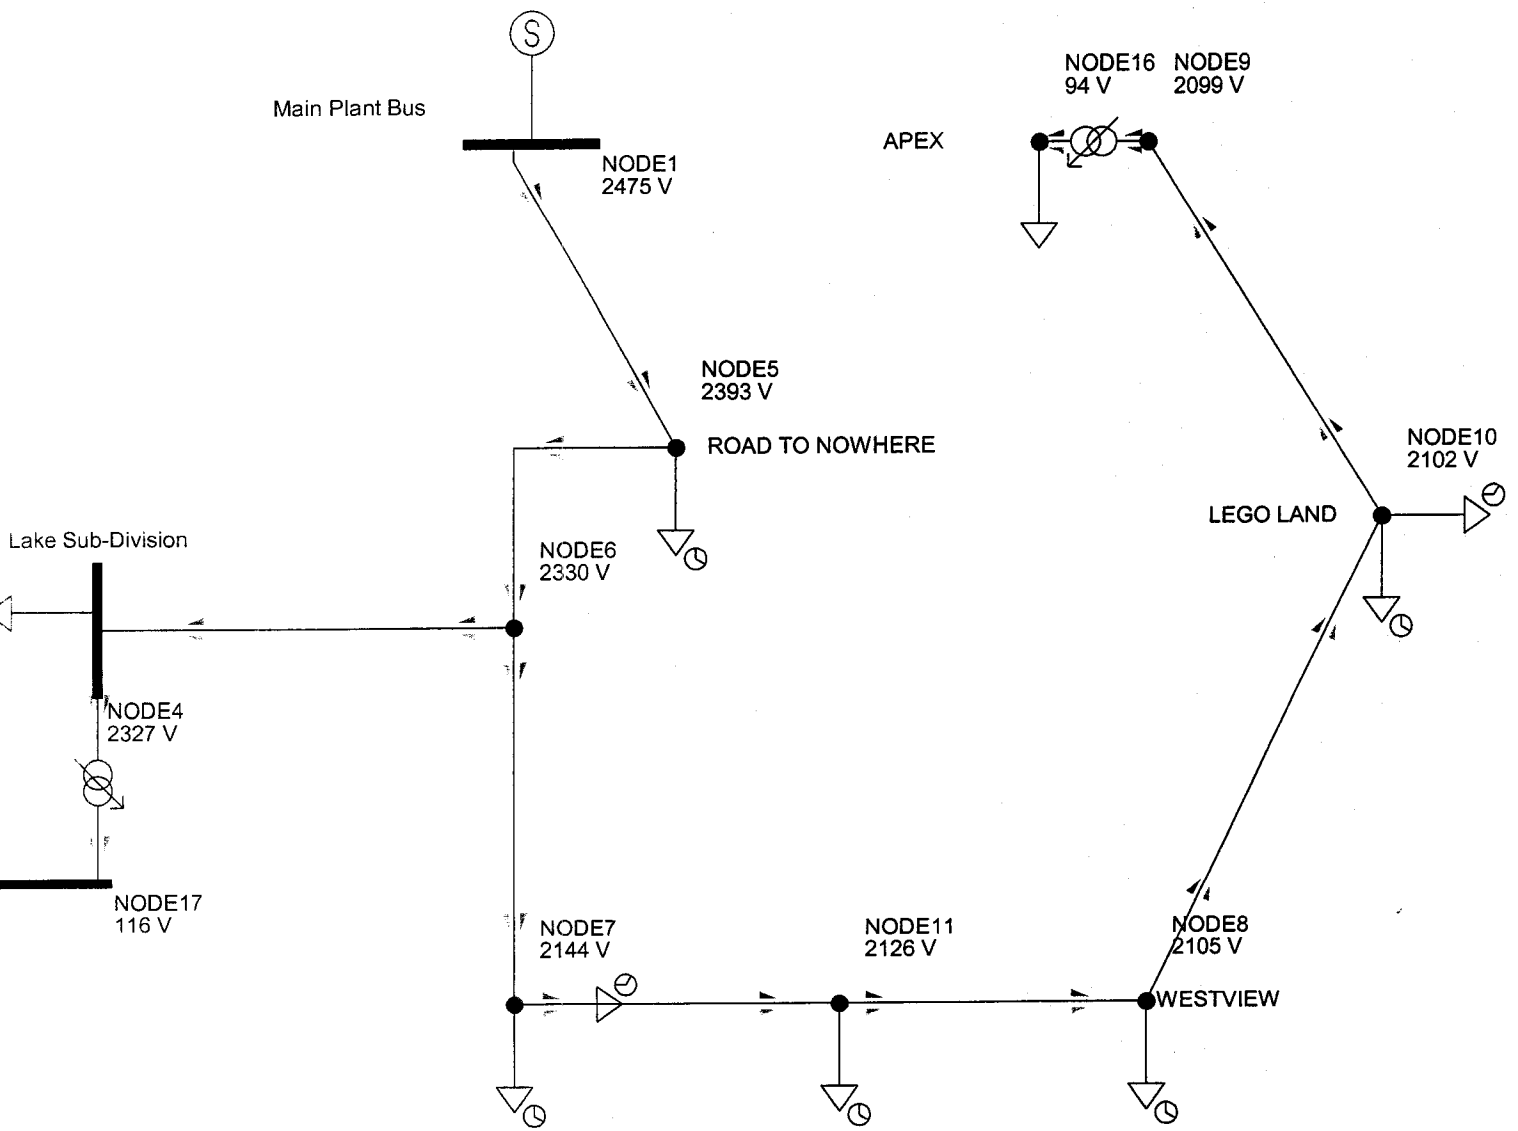 S
NODE16 NODE9
94 V 2099 V
Main Plant Bus
APEX
NODE1
2475 V
NODE5
2393 V
ROAD TO NOWHERE
NODE10
2102 V
LEGO LAND
Lake Sub-Division
NODE6
2330 V
NODE4
2327 V
NODE17
116 V
NODE7
2144 V
NODE11
2126 V
NODE8
2105 V
WESTVIEW